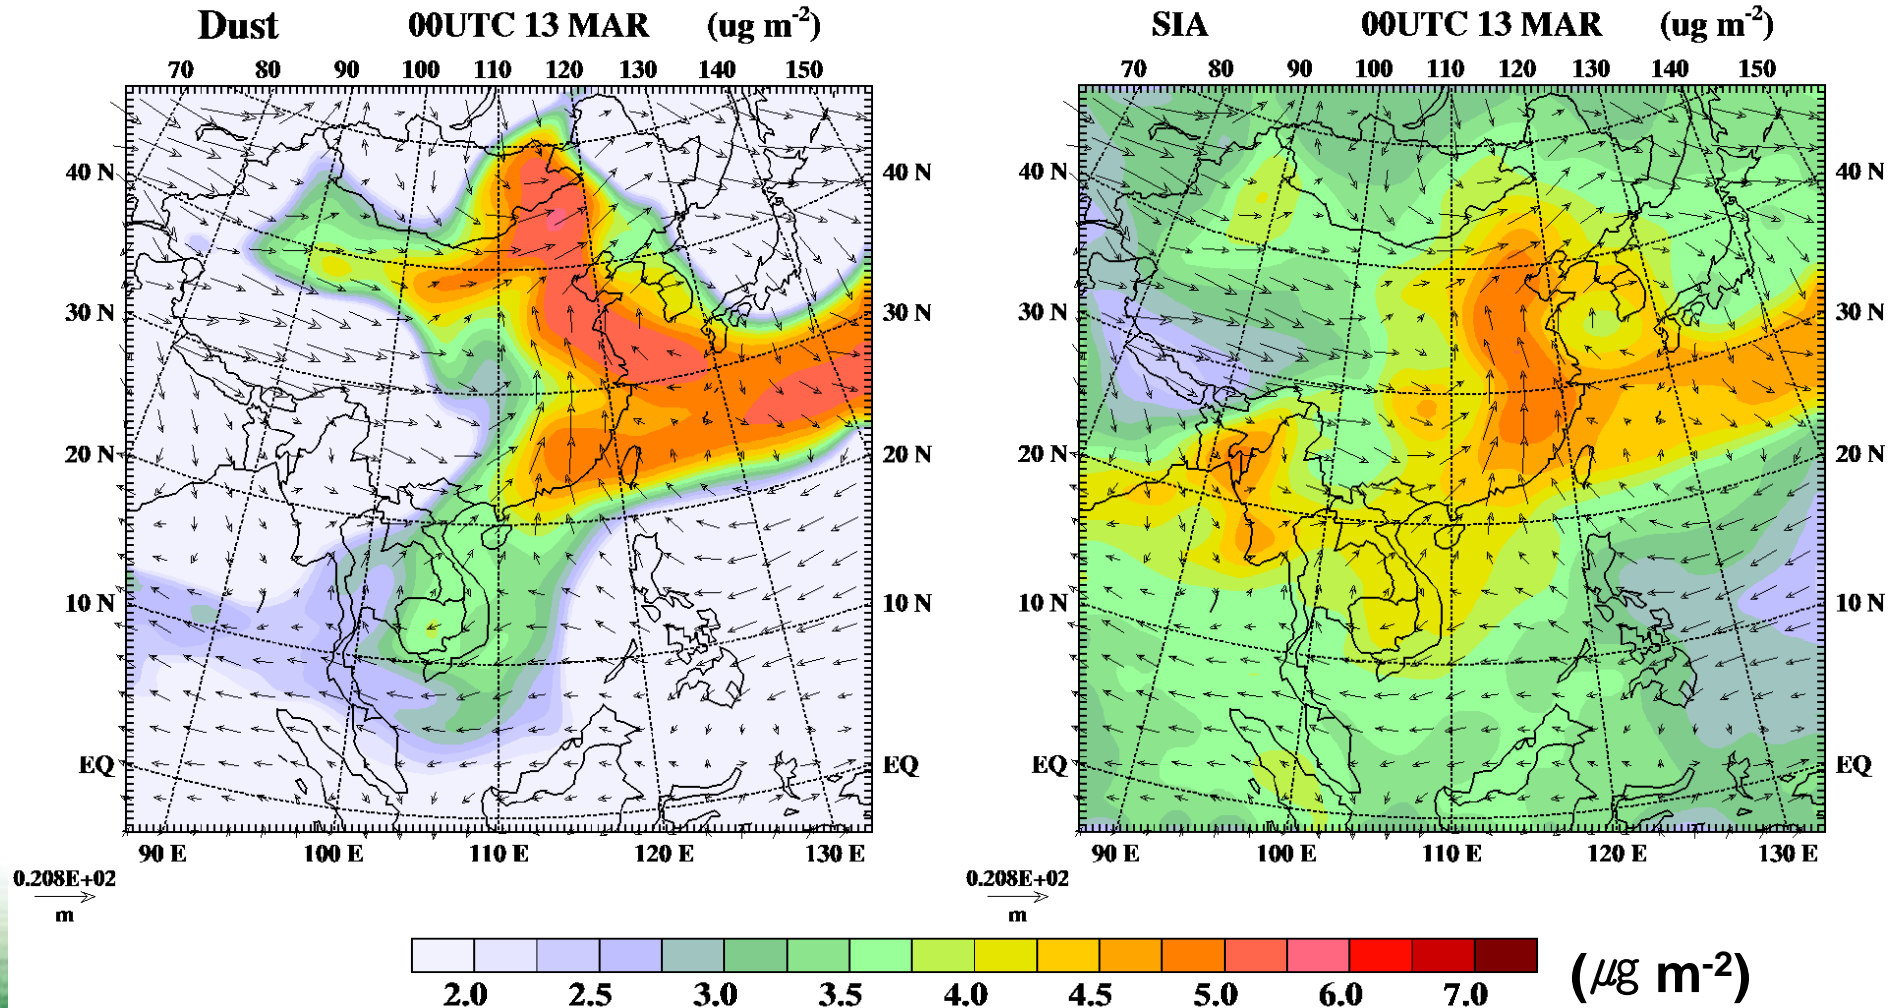 Dust 00UTC 13 MAR (ug m-2)
70 80 90 100 110 120 130 140 150
40 N 40 N
30 N 30 N
20 N 20 N
10 N 10 N
EQ EQ
90 E 100 E 110 E 120 E 130 E
0.208E+02
m
SIA 00UTC 13 MAR (ug m-2)
70 80 90 100 110 120 130 140 150
40 N 40 N
30 N 30 N
20 N 20 N
10 N 10 N
EQ EQ
90 E 100 E 110 E 120 E 130 E
0.208E+02
m
2.0 2.5 3.0 3.5 4.0 4.5 5.0 6.0 7.0
(μg m-2)